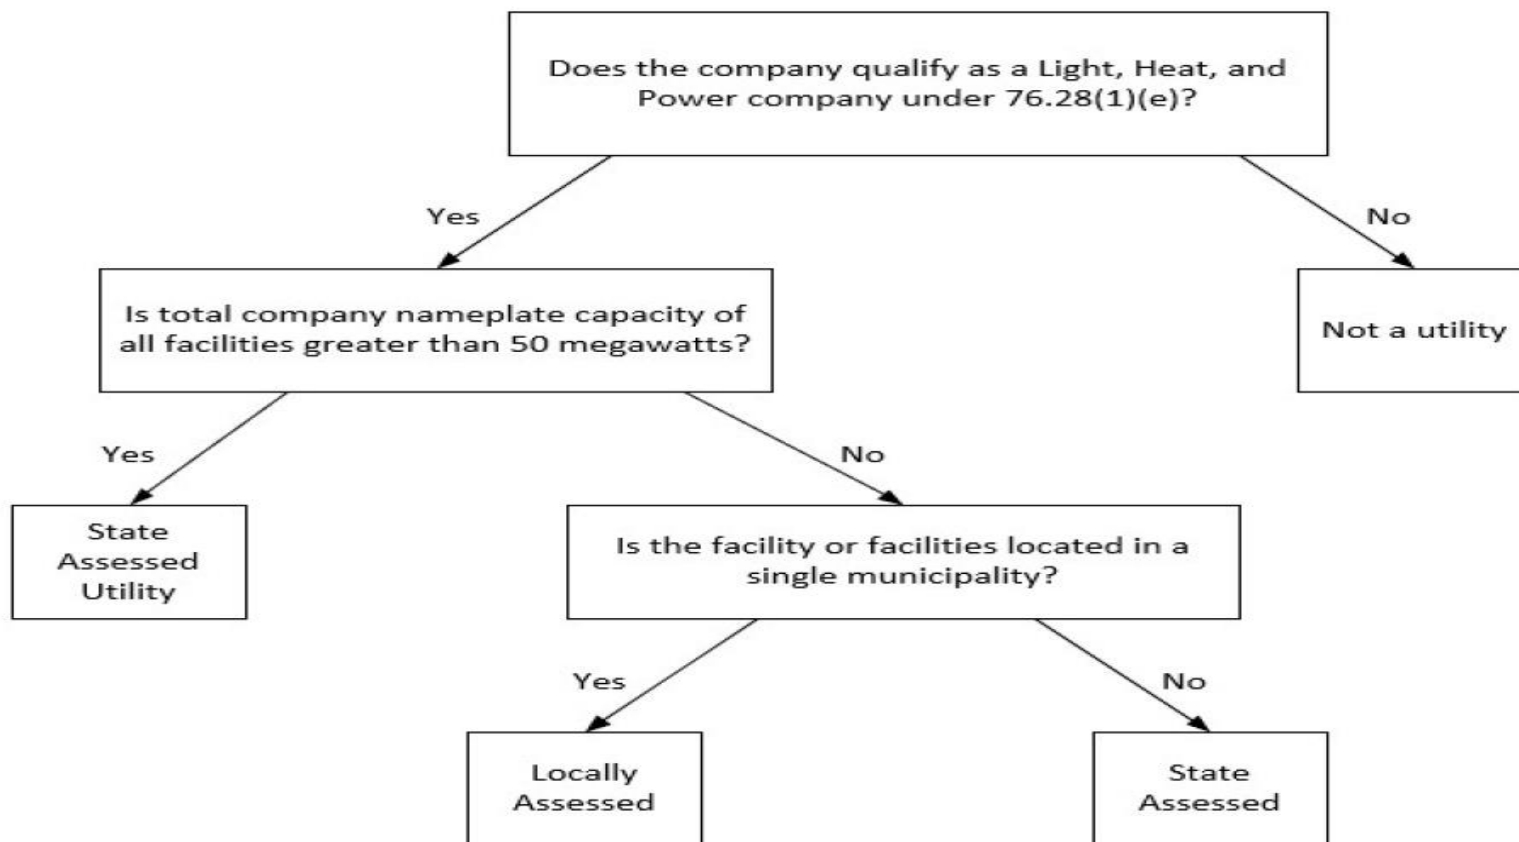 Does the company qualify as a Light, Heat, and
Power company under 76.28(1)(e)?
Yes
No
Is total company nameplate capacity of
all facilities greater than 50 megawatts?
Not a utility
Yes
No
State
Assessed
Utility
Is the facility or facilities located in a
single municipality?
Yes
No
Locally
Assessed
State
Assessed